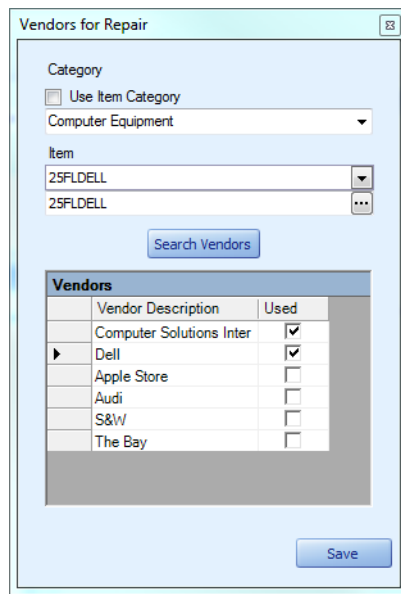 Vendors for Repair
Category
Use Item Category
Computer Equipment
Item
25FLDELL
25FLDELL
...
Search Vendors
Vendors
Vendor Description Used
Computer Solutions Inter
Dell
Apple Store
Audi
S&W
The Bay
Save